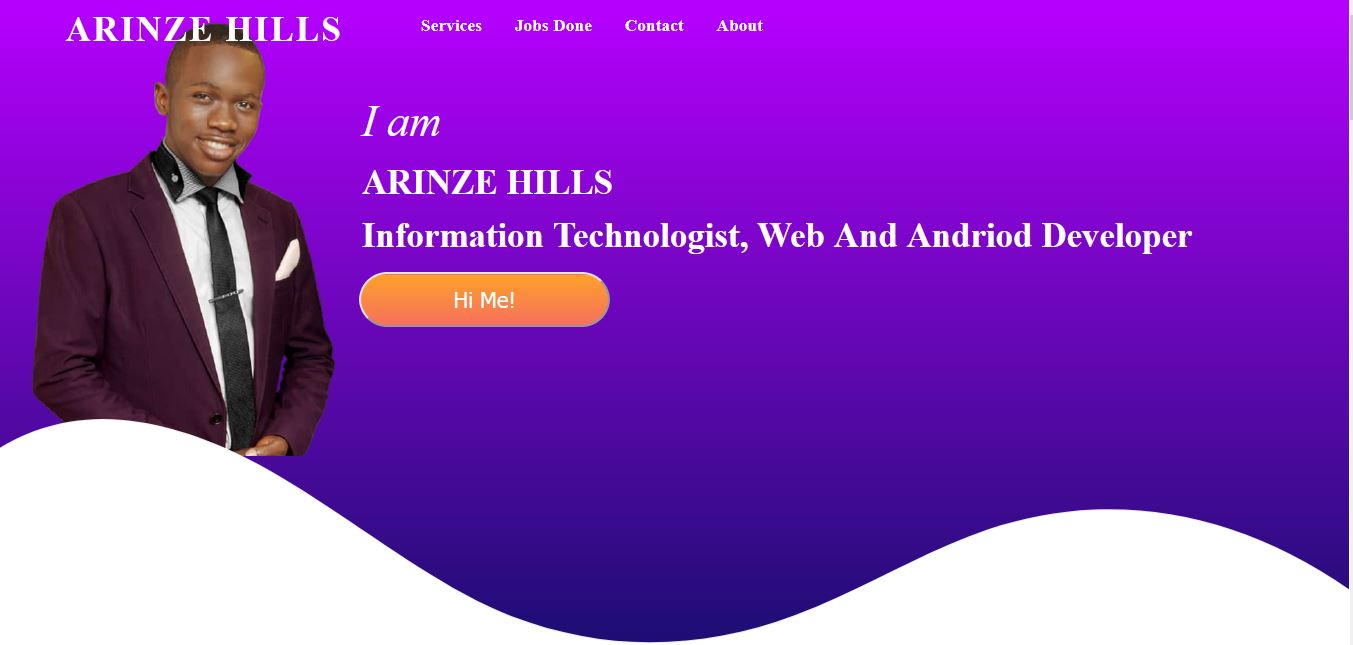 ARINZE HILLS
Services Jobs Done Contact About
I am
ARINZE HILLS
Information Technologist, Web And Andriod Developer
Hi Me!